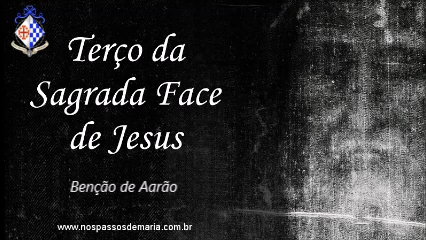 Terço da
Sagrada Face
de Jesus
Benção de Aarão
www.nospassosdemaria.com.br